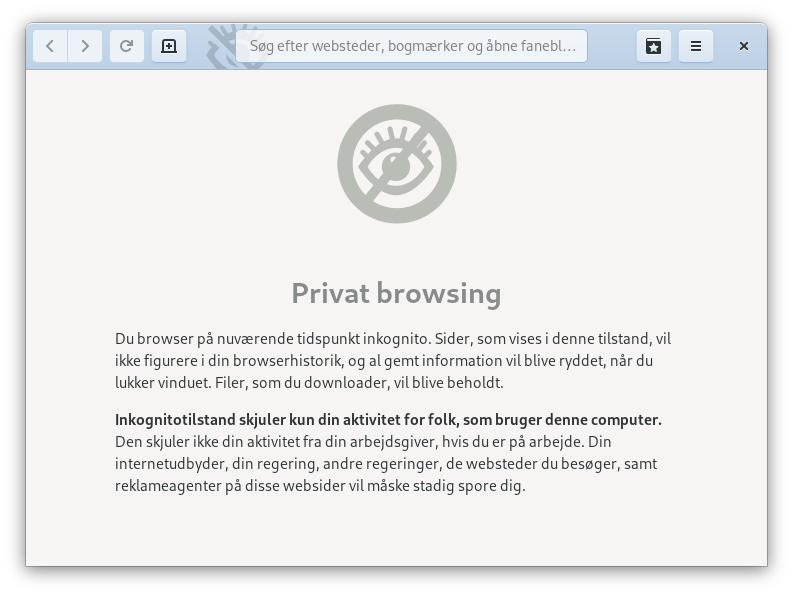 Søg efter websteder, bogmærker og åbne fanebl...
Privat browsing
Du browser på nuværende tidspunkt inkognito. Sider, som vises i denne tilstand, vil
ikke figurere i din browserhistorik, og al gemt information vil blive ryddet, når du
lukker vinduet. Filer, som du downloader, vil blive beholdt.
Inkognitotilstand skjuler kun din aktivitet for folk, som bruger denne computer.
Den skjuler ikke din aktivitet fra din arbejdsgiver, hvis du er på arbejde. Din
internetudbyder, din regering, andre regeringer, de websteder du besøger, samt
reklameagenter på disse websider vil måske stadig spore dig.